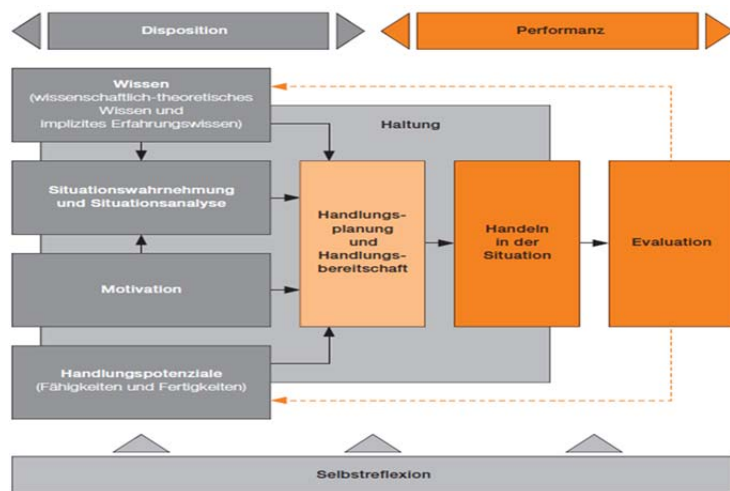 Disposition
Performanz
Wissen
(wissenschaftlich-theoretisches
Wissen und
implizites Erfahrungswissen)
Haltung
Situationswahrnehmung
und Situationsanalyse
Motivation
Handlungspotenziale
(Fähigkeiten und Fertigkeiten)
Handlungs-
planung
und
Handlungs-
bereitschaft
Handeln
in der
Situation
Evaluation
Selbstreflexion